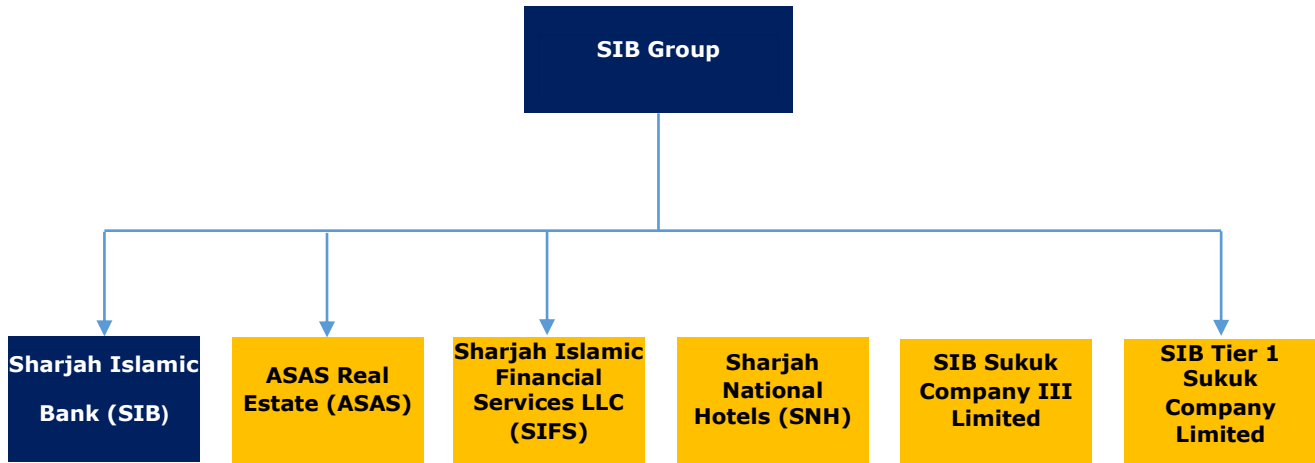 SIB Group
Sharjah Islamic
Bank (SIB)
ASAS Real
Estate (ASAS)
Sharjah Islamic
Financial
Services LLC
(SIFS)
Sharjah
National
Hotels (SNH)
SIB Sukuk
Company III
Limited
SIB Tier 1
Sukuk
Company
Limited